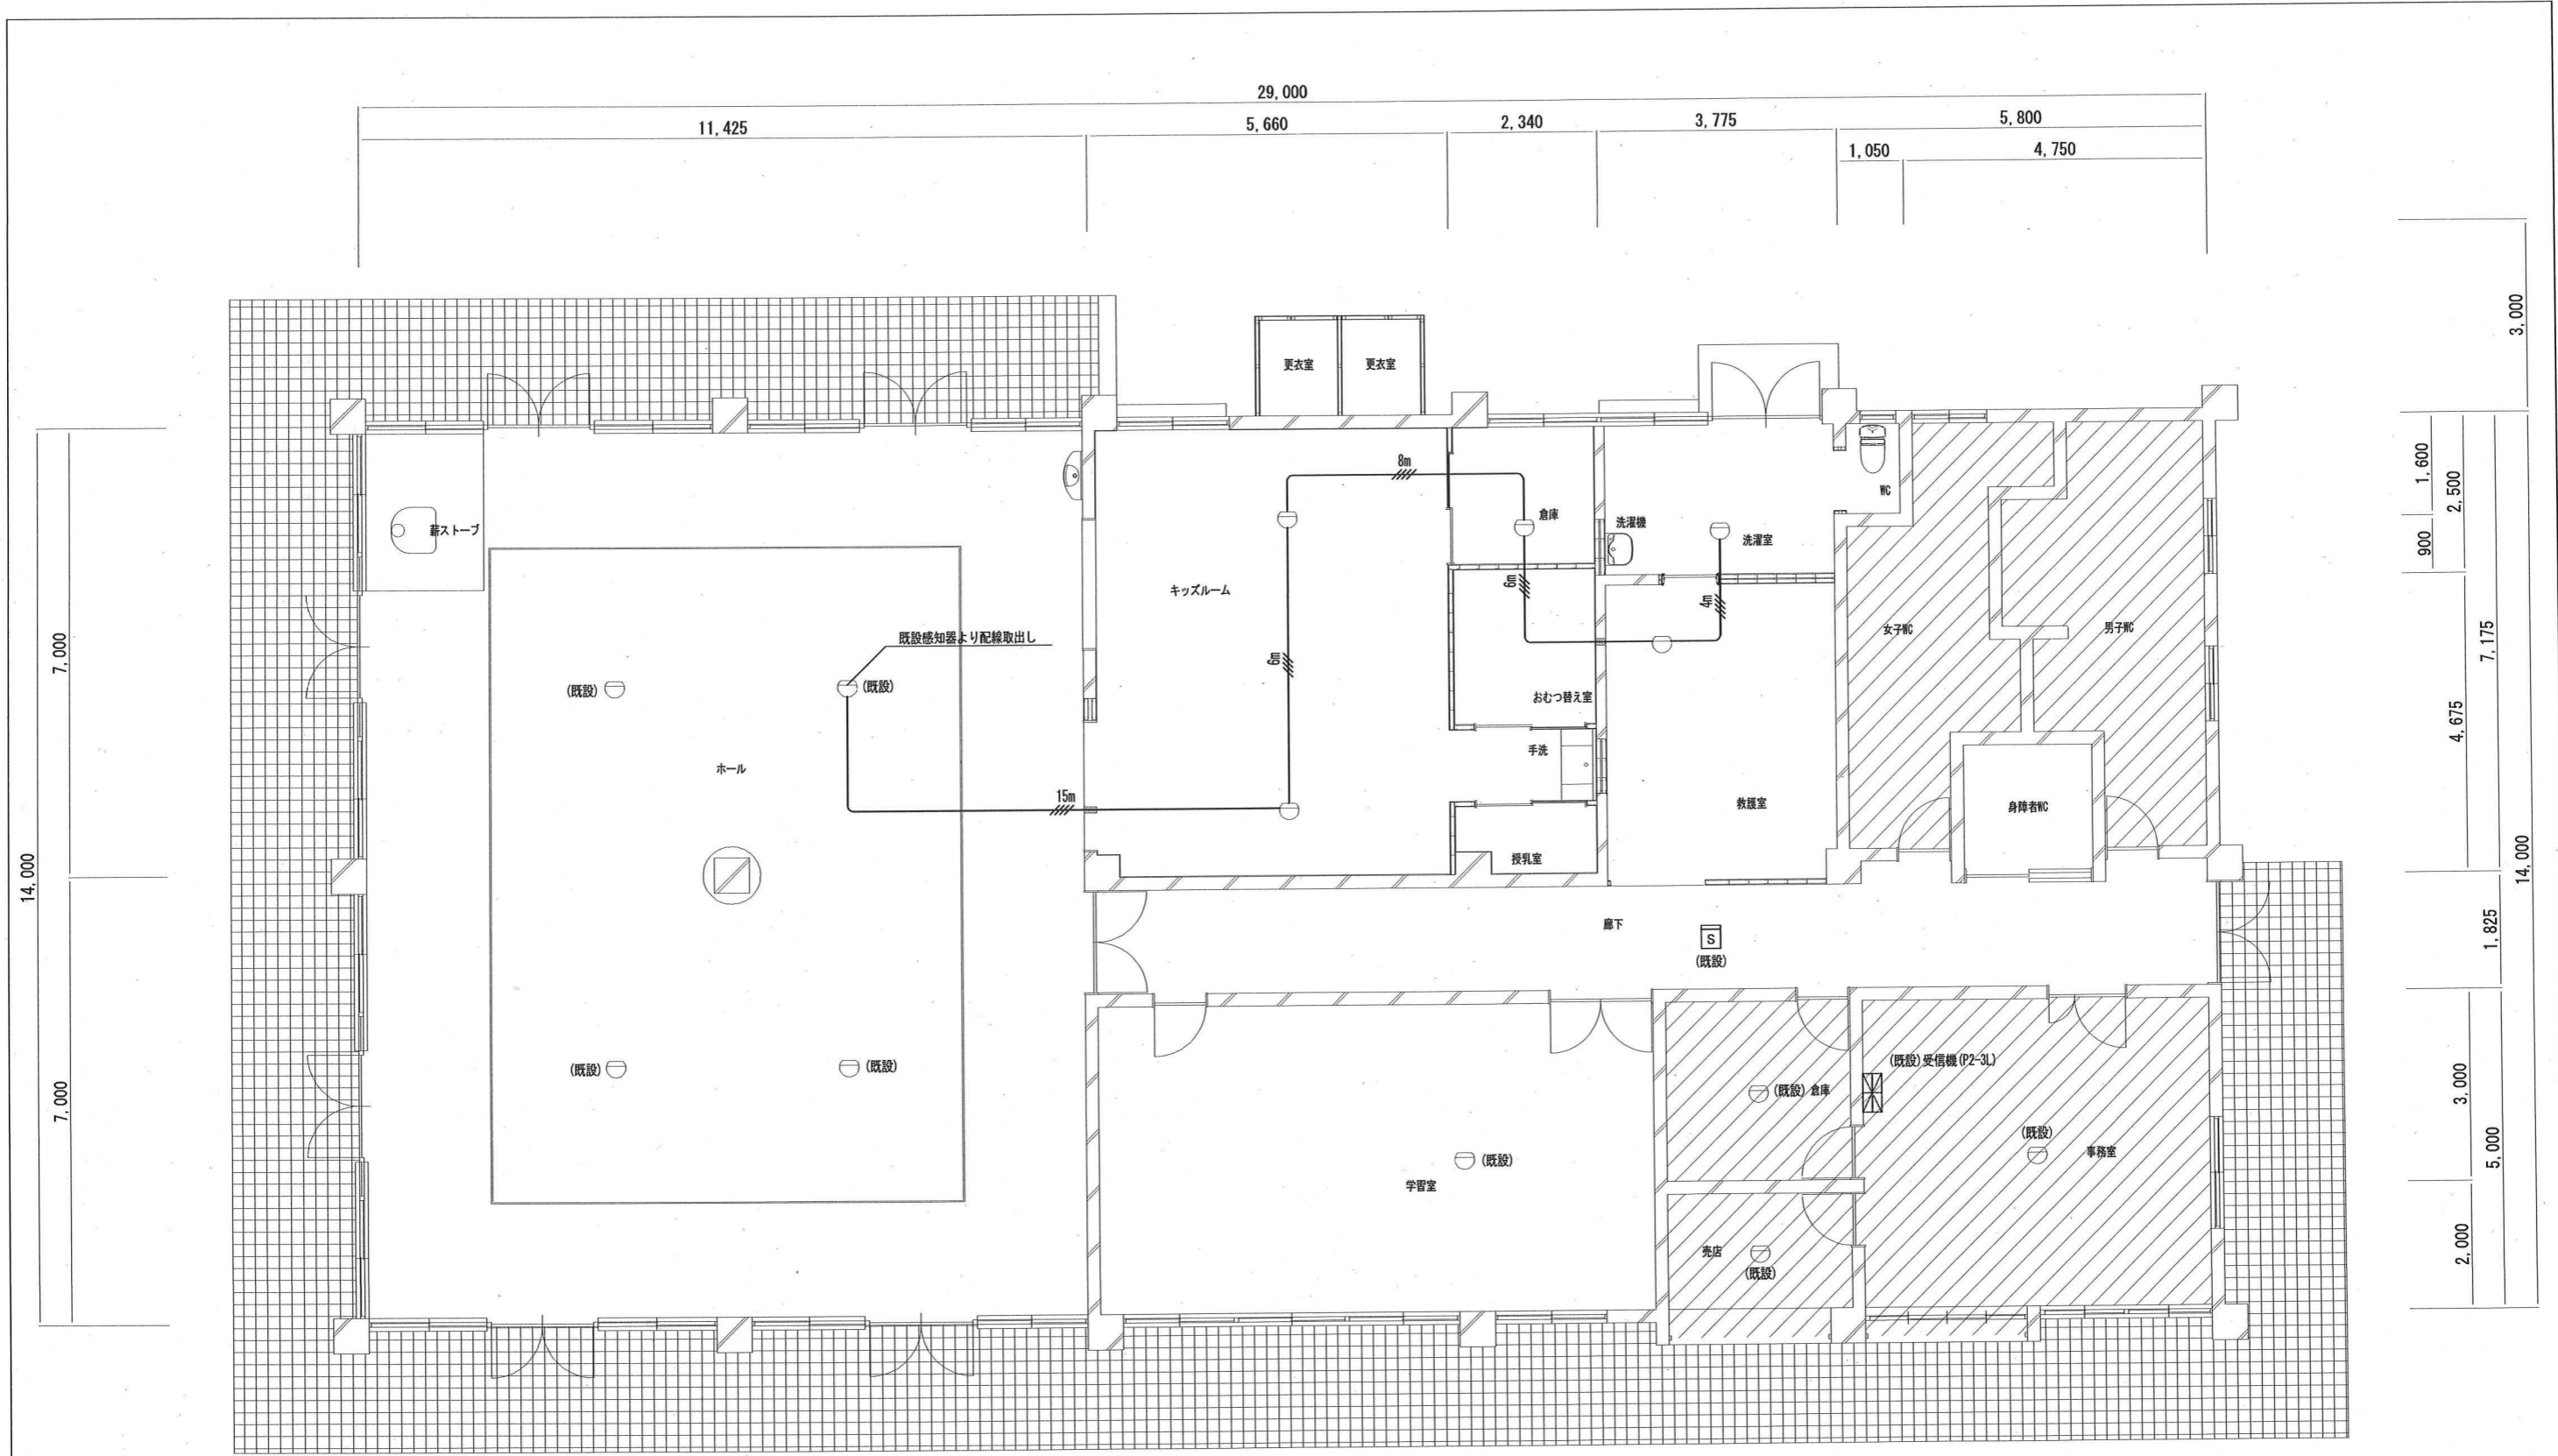 29,000
11,425
5,660
2,340
3,775
5,800
1,050
4,750
3,000
更衣室
更衣室
1,600
2,500
900
8m
WC
薪ストーブ
倉庫
洗濯機
洗濯室
キッズルーム
6m
4m
女子WC
男子WC
既設感知器より配線取出し
7,000
7,175
6m
(既設)
(既設)
おむつ替え室
4,675
手洗
ホール
15m
救護室
身障者WC
授乳室
14,000
14,000
廊下
S
(既設)
1,825
(既設)
(既設)
(既設) 受信機(P2-3L)
(既設) 倉庫
7,000
3,000
(既設)
事務室
5,000
(既設)
学習室
売店
(既設)
2,000